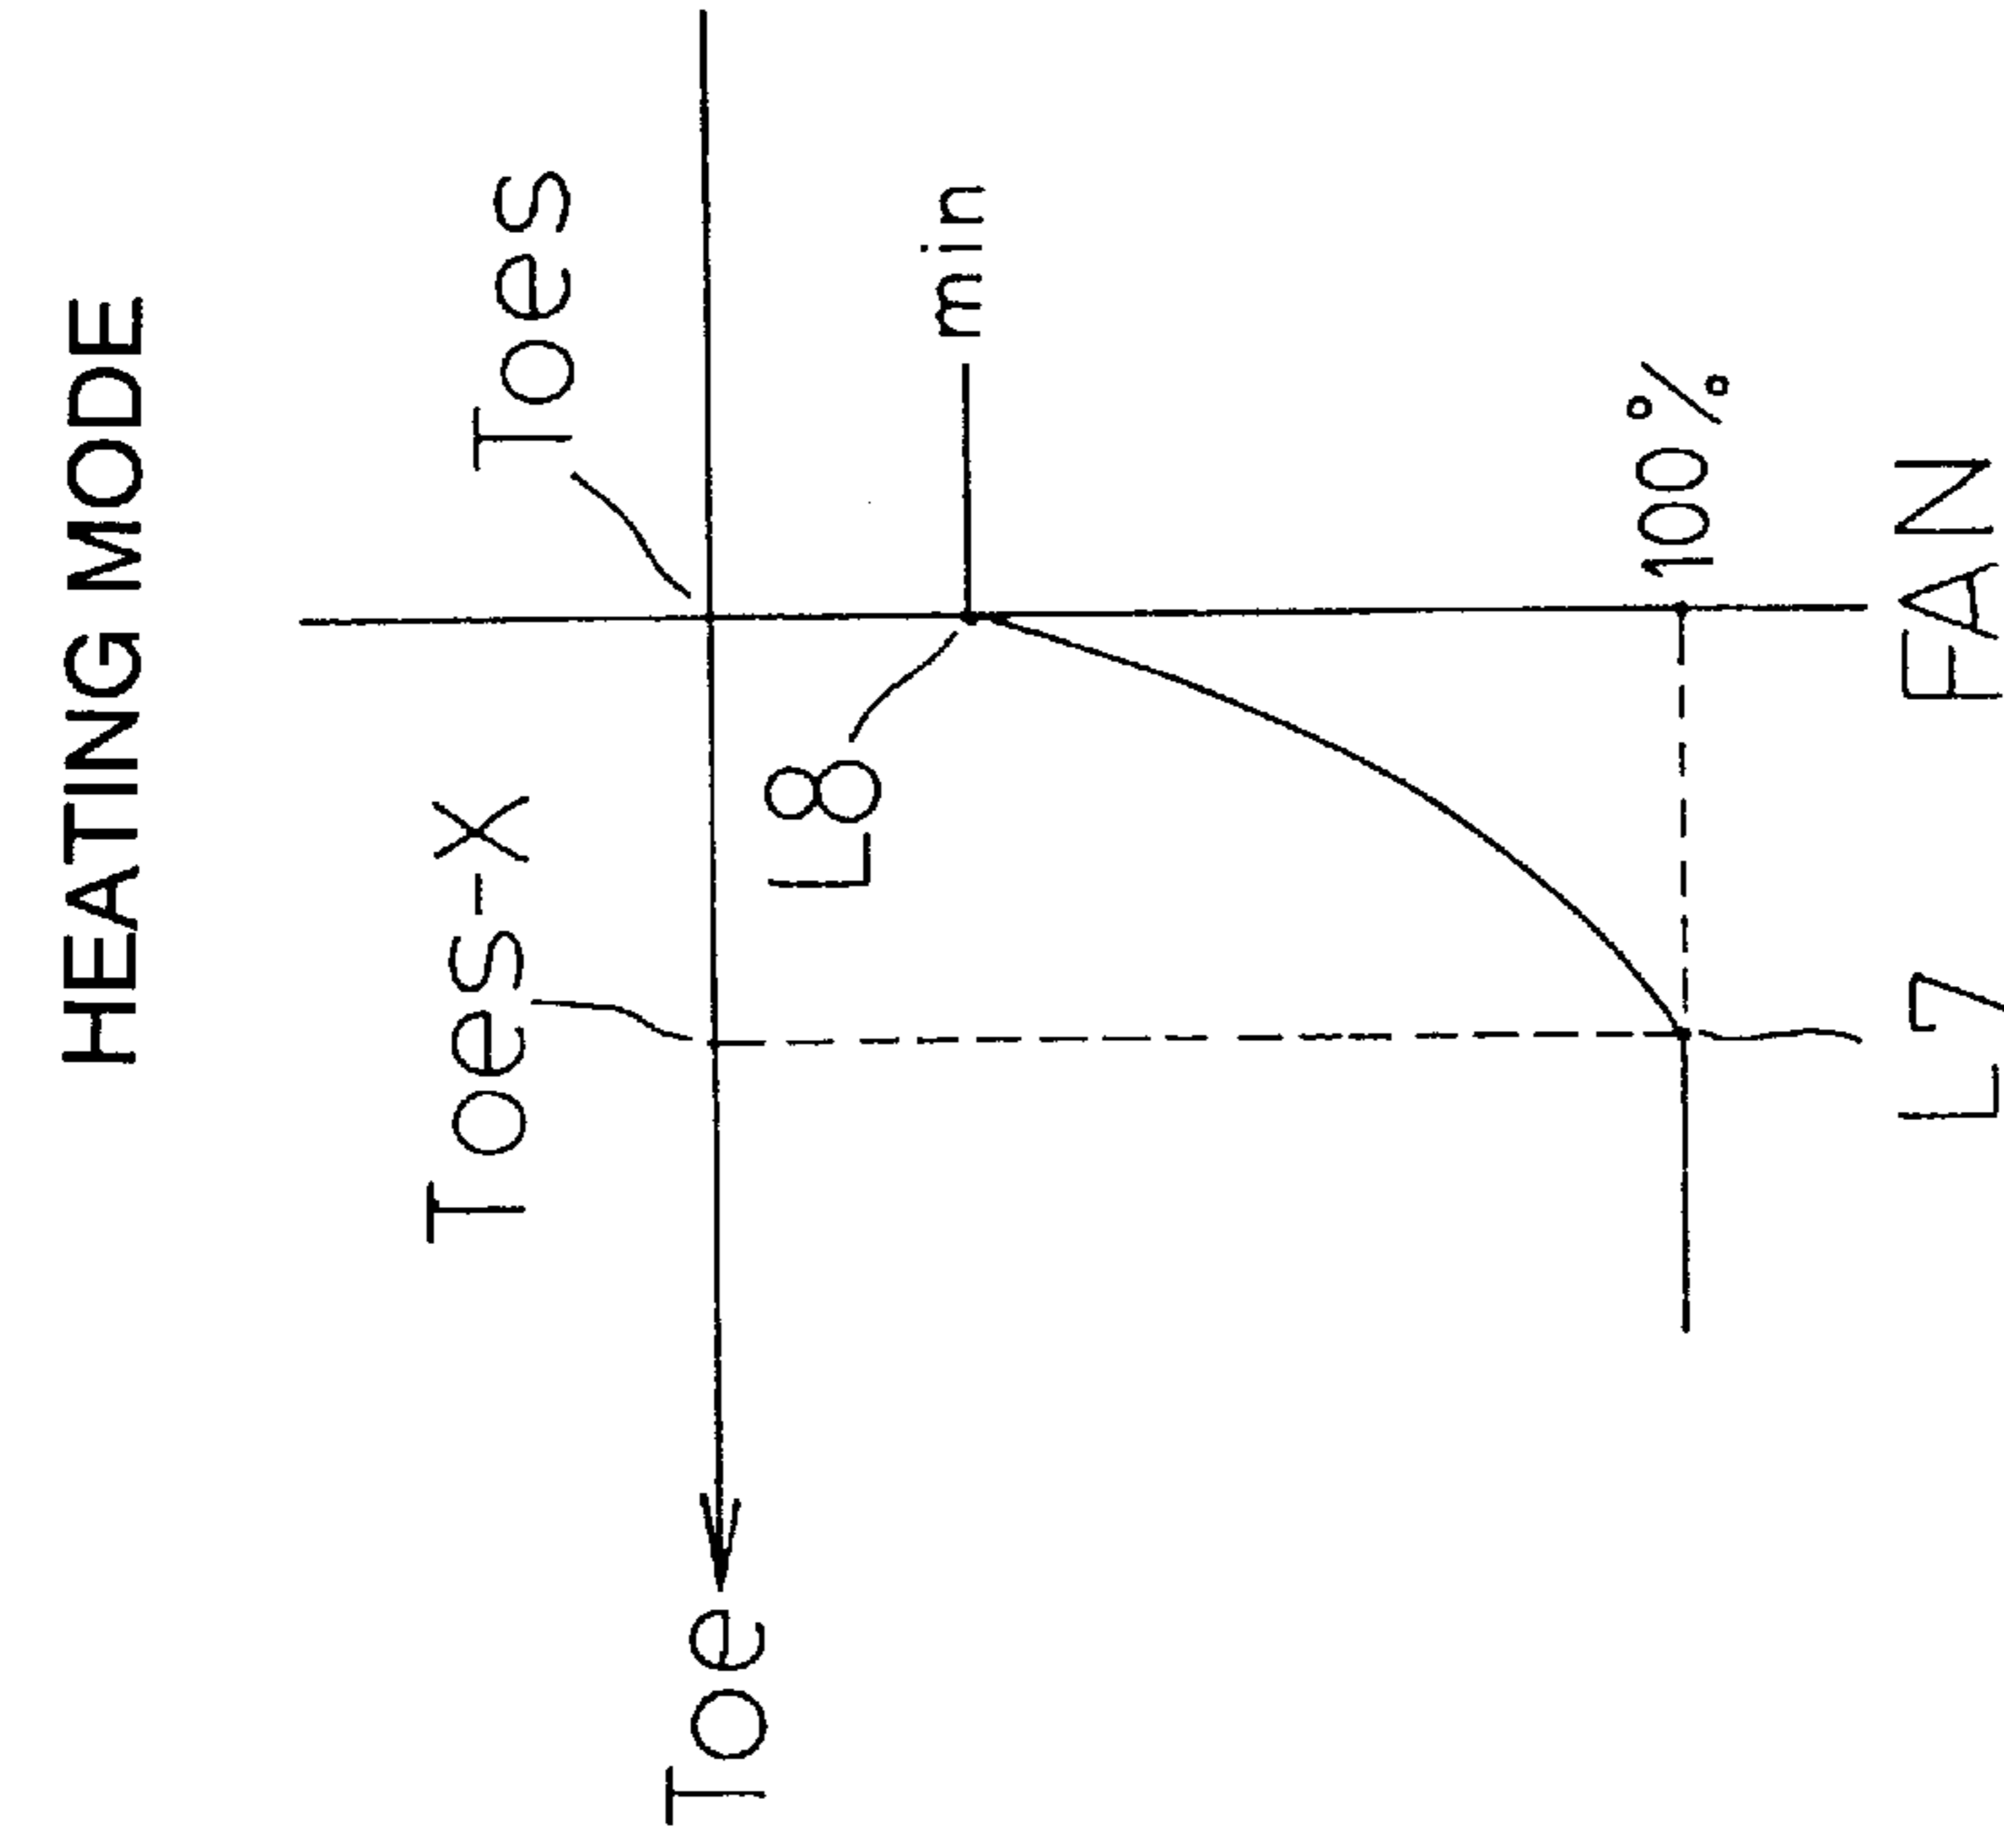 HEATING MODE
Toes-X
Toes
L8
min
Toe
100%
L7
FAN